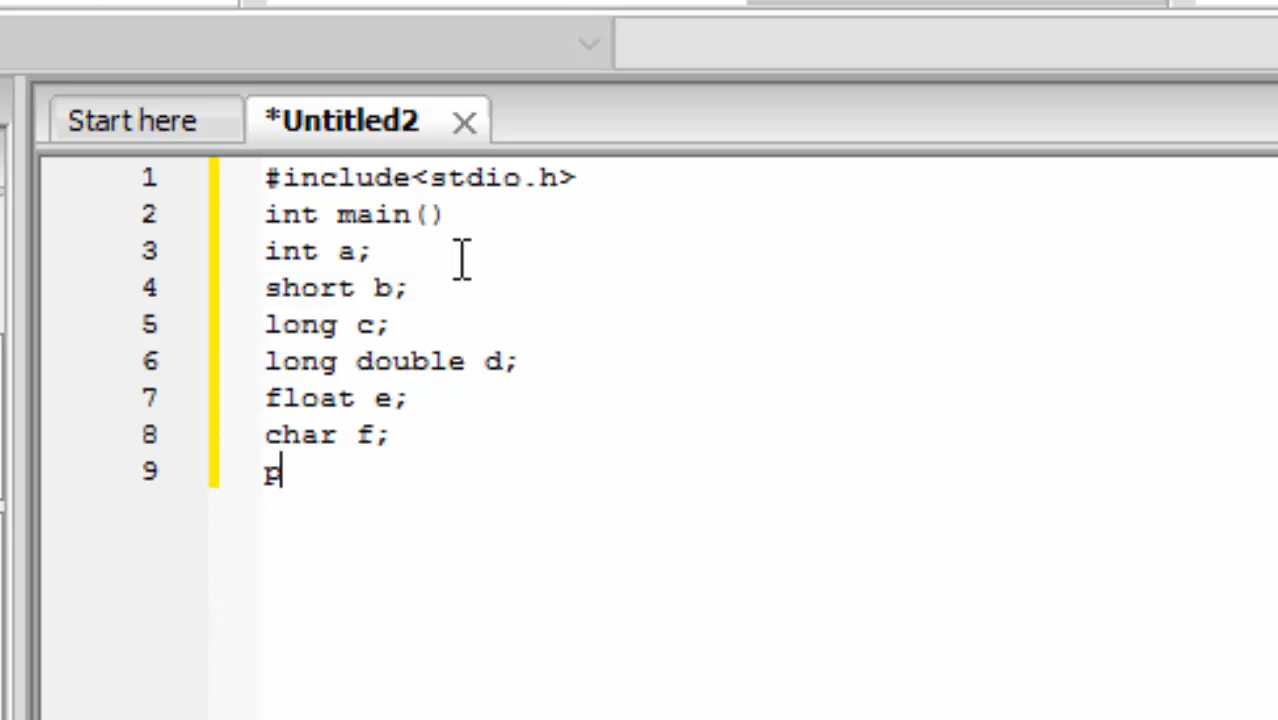 Start here
*Untitled2
1 #include<stdio.h>
2 int main()
3 int a;
4 short b;
5 long c;
6 long double d;
7 float e;
8 char f;
9 p